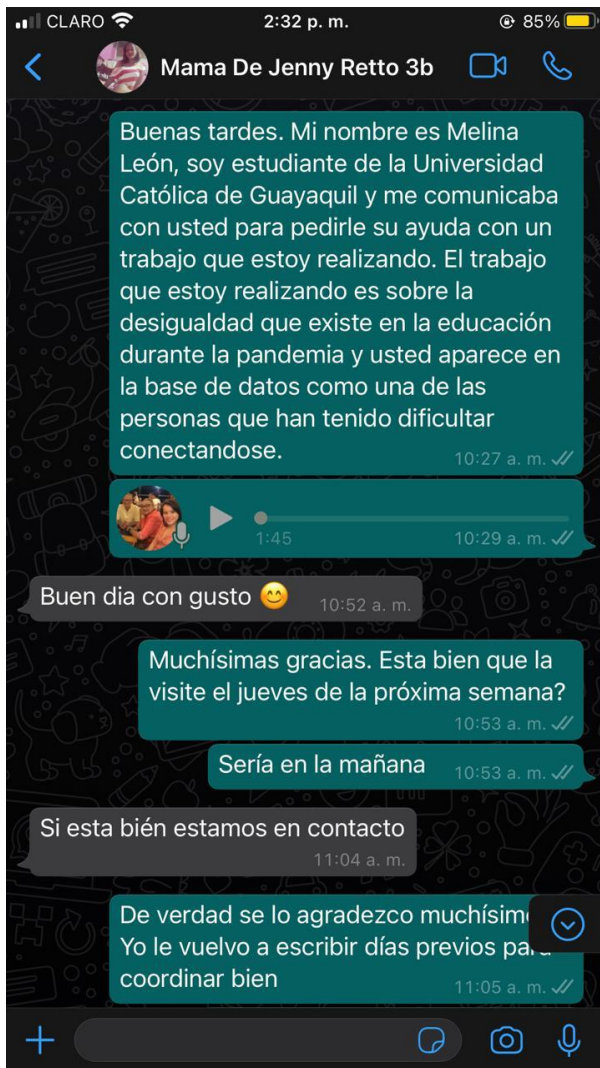 CLARO 2:32 p. m. 85%
Mama De Jenny Retto 3b
Buenas tardes. Mi nombre es Melina
León, soy estudiante de la Universidad
Católica de Guayaquil y me comunicaba
con usted para pedirle su ayuda con un
trabajo que estoy realizando. El trabajo
que estoy realizando es sobre la
desigualdad que existe en la educación
durante la pandemia y usted aparece en
la base de datos como una de las
personas que han tenido dificultar
conectandose.
10:27 a. m.
1:45 10:29 a. m.
Buen dia con gusto 😊 10:52 a. m.
Muchísimas gracias. Esta bien que la
visite el jueves de la próxima semana?
10:53 a. m.
Sería en la mañana 10:53 a. m.
Si esta bién estamos en contacto
11:04 a. m.
De verdad se lo agradezco
Yo le vuelvo a escribir días previos
coordinar bien 11:05 a. m.